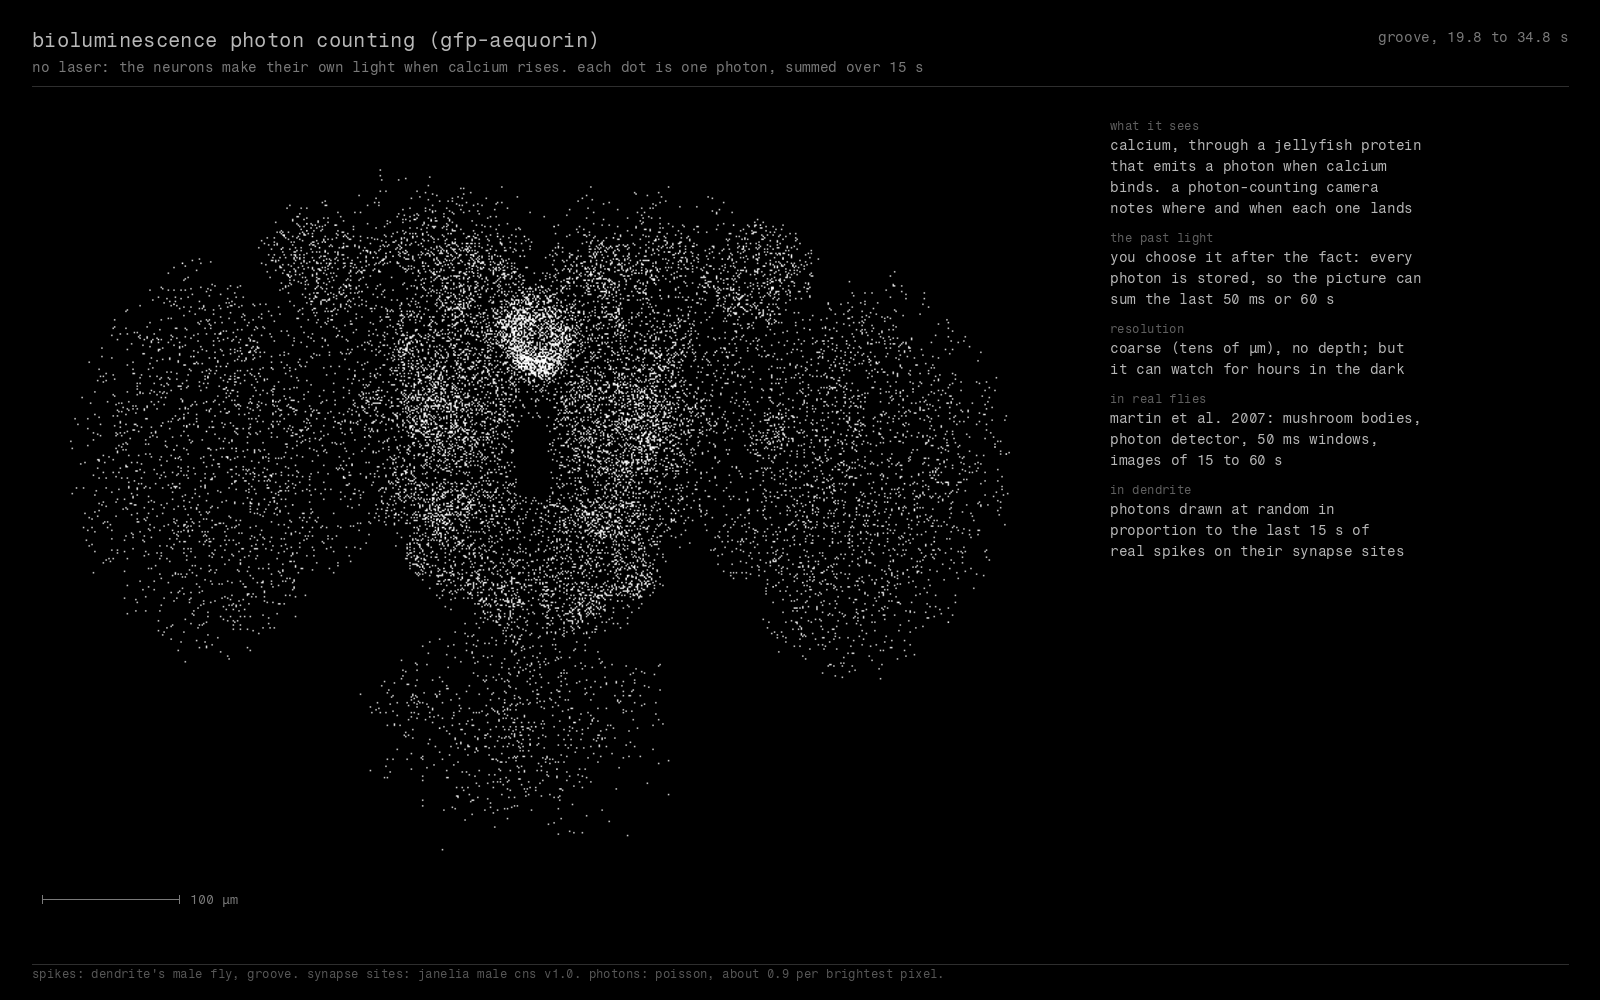 bioluminescence photon counting (gfp-aequorin)
groove, 19.8 to 34.8 s
no laser: the neurons make their own light when calcium rises. each dot is one photon, summed over 15 s
what it sees
calcium, through a jellyfish protein
that emits a photon when calcium
binds. a photon-counting camera
notes where and when each one lands
the past light
you choose it after the fact: every
photon is stored, so the picture can
sum the last 50 ms or 60 s
resolution
coarse (tens of µm), no depth; but
it can watch for hours in the dark
in real flies
martin et al. 2007: mushroom bodies,
photon detector, 50 ms windows,
images of 15 to 60 s
in dendrite
photons drawn at random in
proportion to the last 15 s of
real spikes on their synapse sites
100 µm
spikes: dendrite's male fly, groove. synapse sites: janelia male cns v1.0. photons: poisson, about 0.9 per brightest pixel.